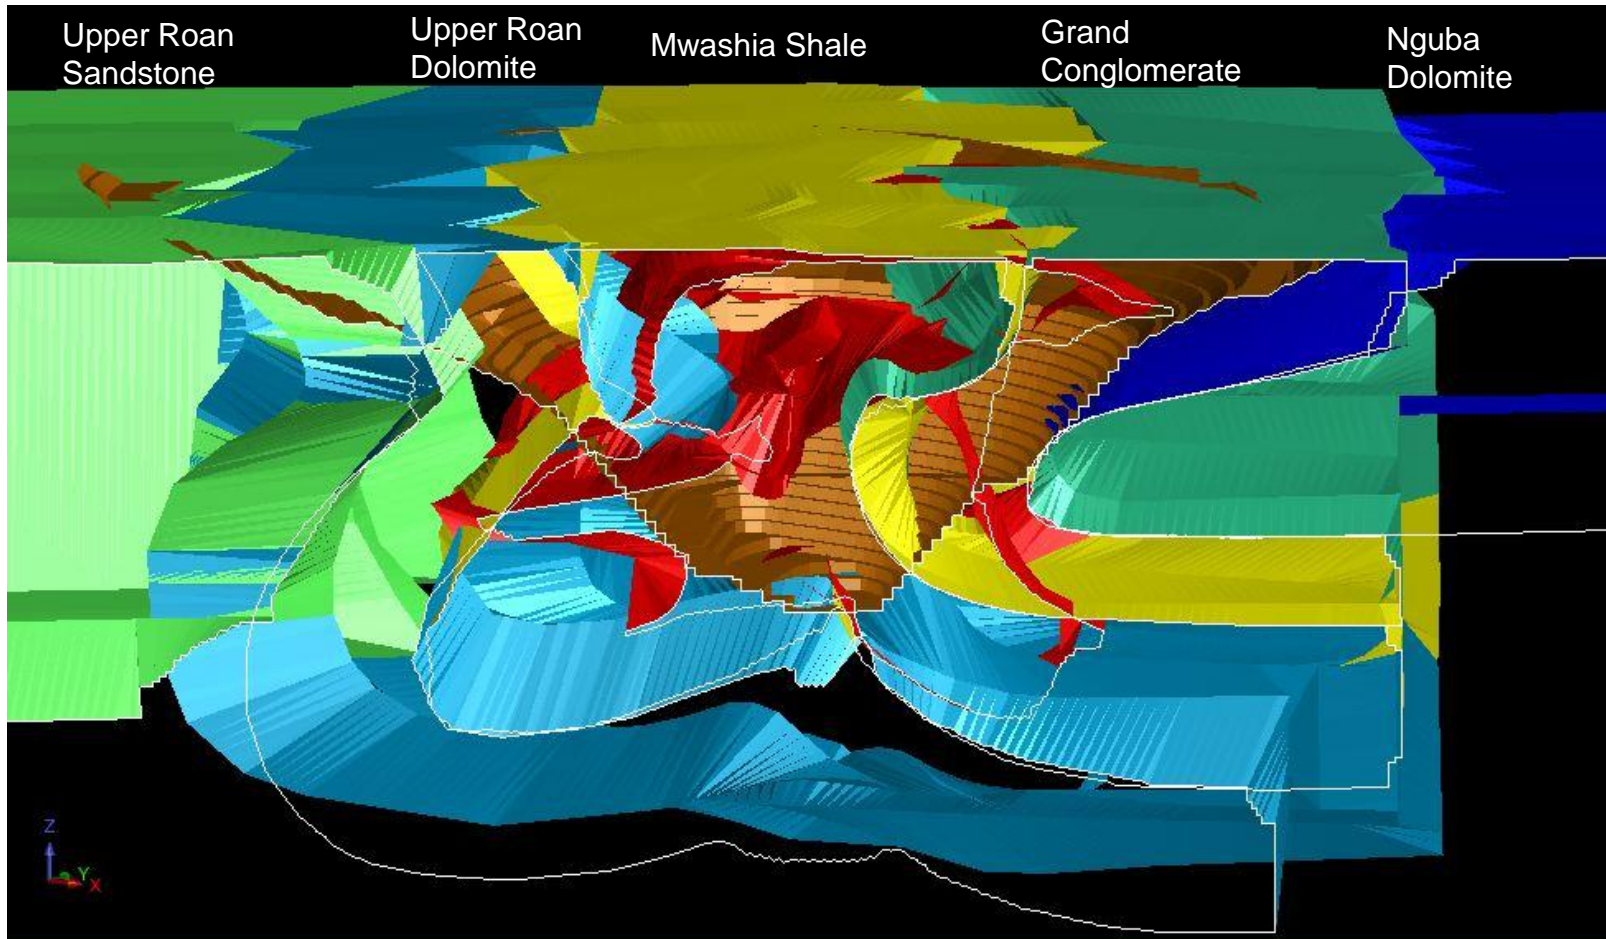 Upper Roan
Sandstone
Upper Roan
Dolomite
Mwashia Shale
Grand
Conglomerate
Nguba
Dolomite
Z
Y
X